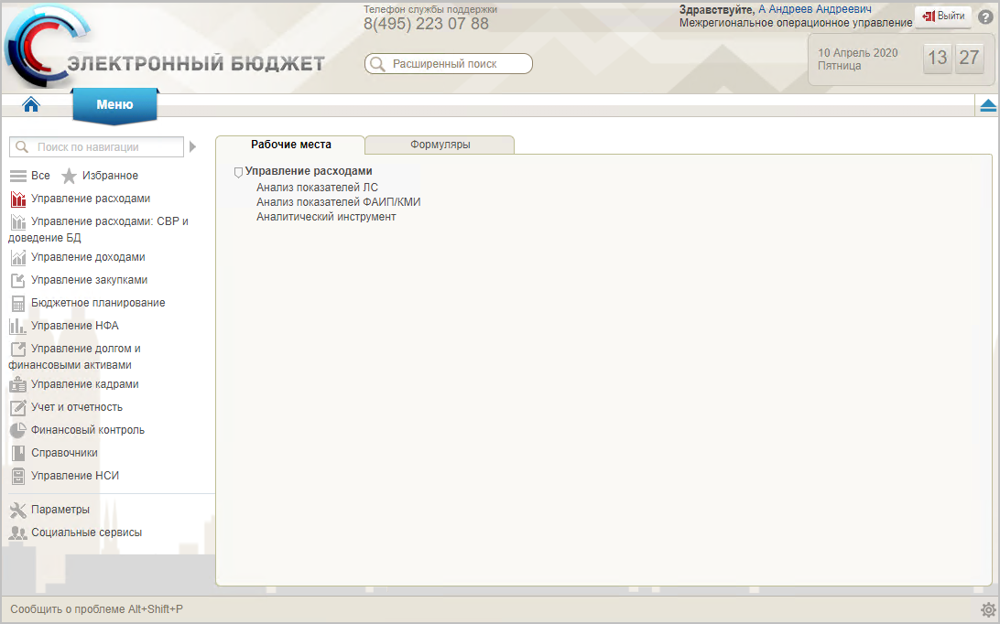 Телефон службы поддержки
8(495) 223 07 88
Здравствуйте, А Андреев Андреевич
Межрегиональное операционное управление
Выйти
?
ЭЛЕКТРОННЫЙ БЮДЖЕТ
Расширенный поиск
10 Апрель 2020
Пятница
13 27
Меню
Поиск по навигации
Все Избранное
Управление расходами
Управление расходами: СВР и
доведение БД
Управление доходами
Управление закупками
Бюджетное планирование
Управление НФА
Управление долгом и
финансовыми активами
Управление кадрами
Учет и отчетность
Финансовый контроль
Справочники
Управление НСИ
Параметры
Социальные сервисы
Рабочие места
Формуляры
Управление расходами
Анализ показателей ЛС
Анализ показателей ФАИП/КМИ
Аналитический инструмент
Сообщить о проблеме Alt+Shift+P